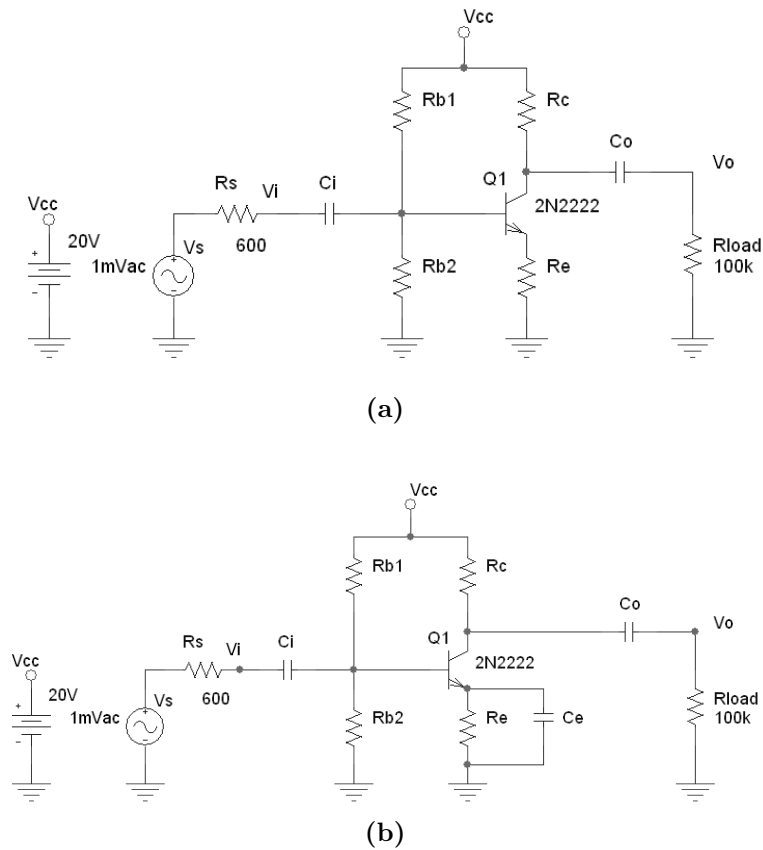 Vcc
Rb1
Rc
Co
Vo
Q1
2N2222
Rs
Vi
Ci
600
Vcc
+
20V
-
1mVac
Vs
+
-
Rb2
Re
Rload
100k
(a)
Vcc
Rb1
Rc
Co
Vo
Q1
2N2222
Rs
Vi
Ci
600
Vcc
+
20V
-
1mVac
Vs
+
-
Rb2
Re
Ce
Rload
100k
(b)